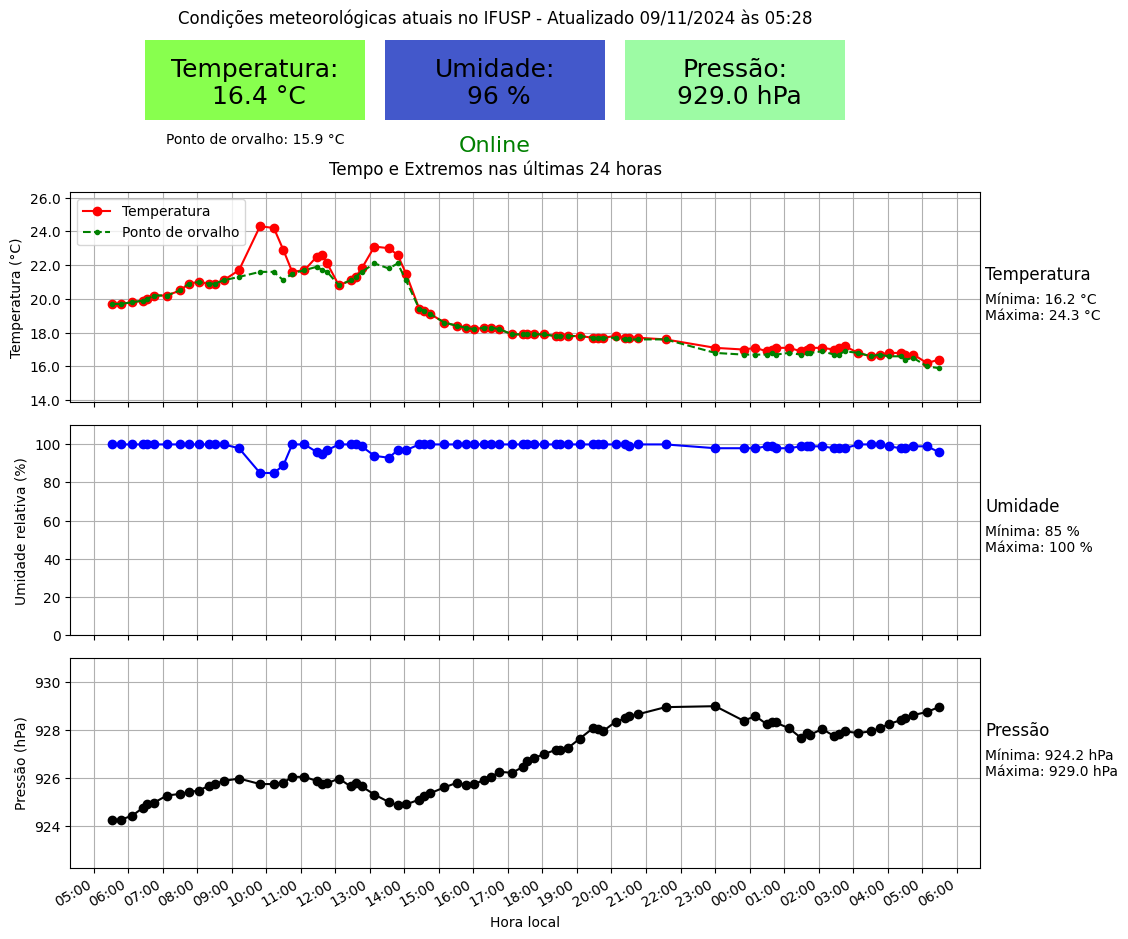 Condições meteorológicas atuais no IFUSP - Atualizado 09/11/2024 às 05:28
Temperatura:
16.4 °C
Umidade:
96 %
Pressão:
929.0 hPa
Ponto de orvalho: 15.9 °C
Online
Tempo e Extremos nas últimas 24 horas
Temperatura (°C)
26.0
24.0
22.0
20.0
18.0
16.0
14.0
Temperatura
Ponto de orvalho
Temperatura
Mínima: 16.2 °C
Máxima: 24.3 °C
Umidade relativa (%)
100
80
60
40
20
0
Umidade
Mínima: 85 %
Máxima: 100 %
Pressão (hPa)
930
928
926
924
Pressão
Mínima: 924.2 hPa
Máxima: 929.0 hPa
05:00 06:00 07:00 08:00 09:00 10:00 11:00 12:00 13:00 14:00 15:00 16:00 17:00 18:00 19:00 20:00 21:00 22:00 23:00 00:00 01:00 02:00 03:00 04:00 05:00 06:00
Hora local